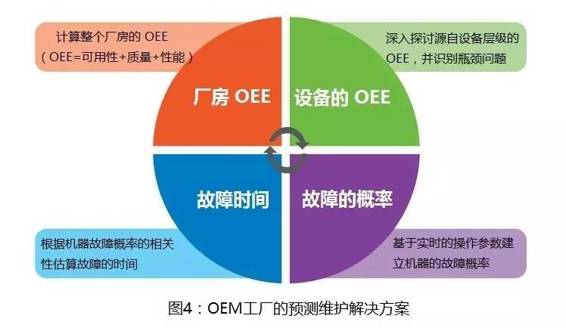 计算整个厂房的 OEE
（OEE=可用性+质量+性能）
深入探讨源自设备层级的
OEE，并识别瓶颈问题
厂房 OEE
设备的 OEE
故障时间
故障的概率
根据机器故障概率的相关
性估算故障的时间
基于实时的操作参数建
立机器的故障概率
图4：OEM工厂的预测维护解决方案